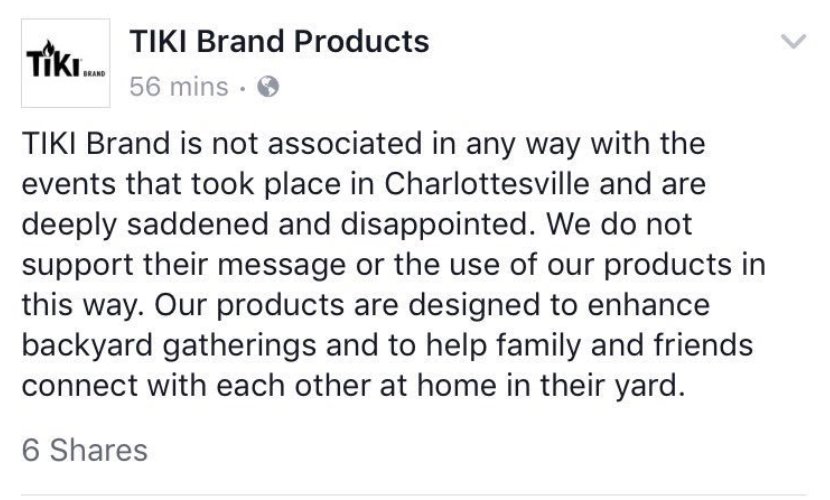 TIKI BRAND
TIKI Brand Products
56 mins ·
TIKI Brand is not associated in any way with the
events that took place in Charlottesville and are
deeply saddened and disappointed. We do not
support their message or the use of our products in
this way. Our products are designed to enhance
backyard gatherings and to help family and friends
connect with each other at home in their yard.
6 Shares